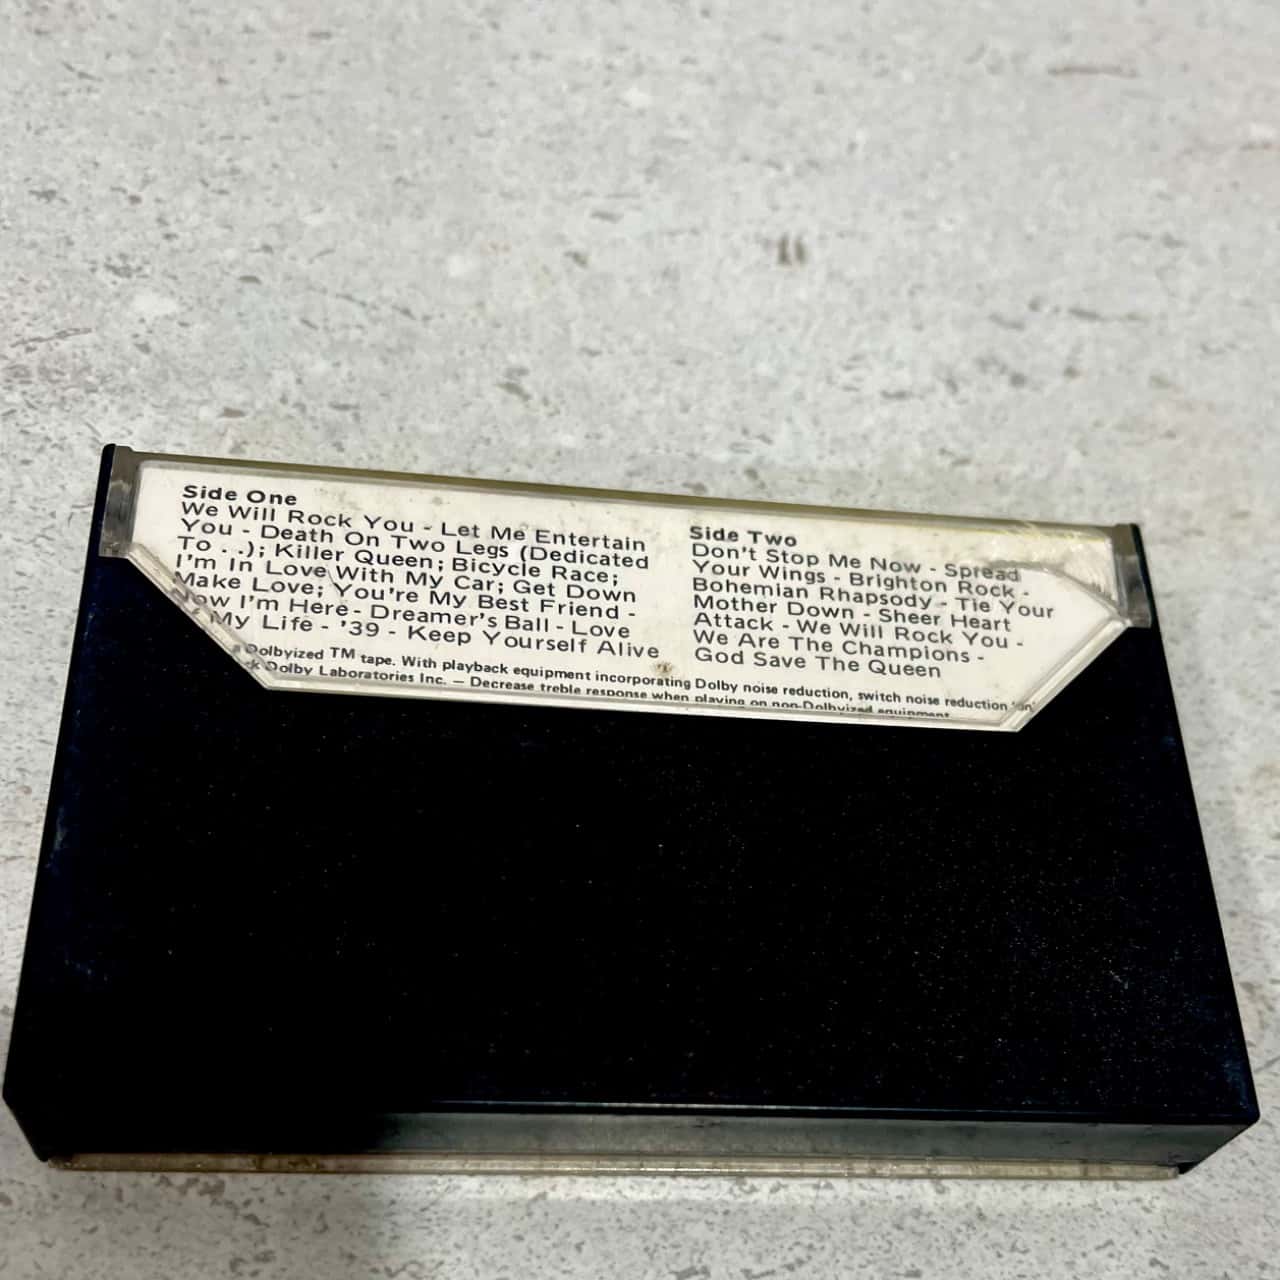 Side One
We Will Rock You - Let Me Entertain
You - Death On Two Legs (Dedicated
To . . .); Killer Queen; Bicycle Race;
I'm In Love With My Car; Get Down
Make Love; You're My Best Friend -
Now I'm Here - Dreamer's Ball - Love
My Life - '39 - Keep Yourself Alive
Side Two
Don't Stop Me Now - Spread
Your Wings - Brighton Rock -
Bohemian Rhapsody - Tie Your
Mother Down - Sheer Heart
Attack - We Will Rock You -
We Are The Champions -
God Save The Queen
a Dolbyized TM tape. With playback equipment incorporating Dolby noise reduction, switch noise reduction 'on'
Dolby Laboratories Inc. — Decrease treble response when playing on non-Dolbyized equipment